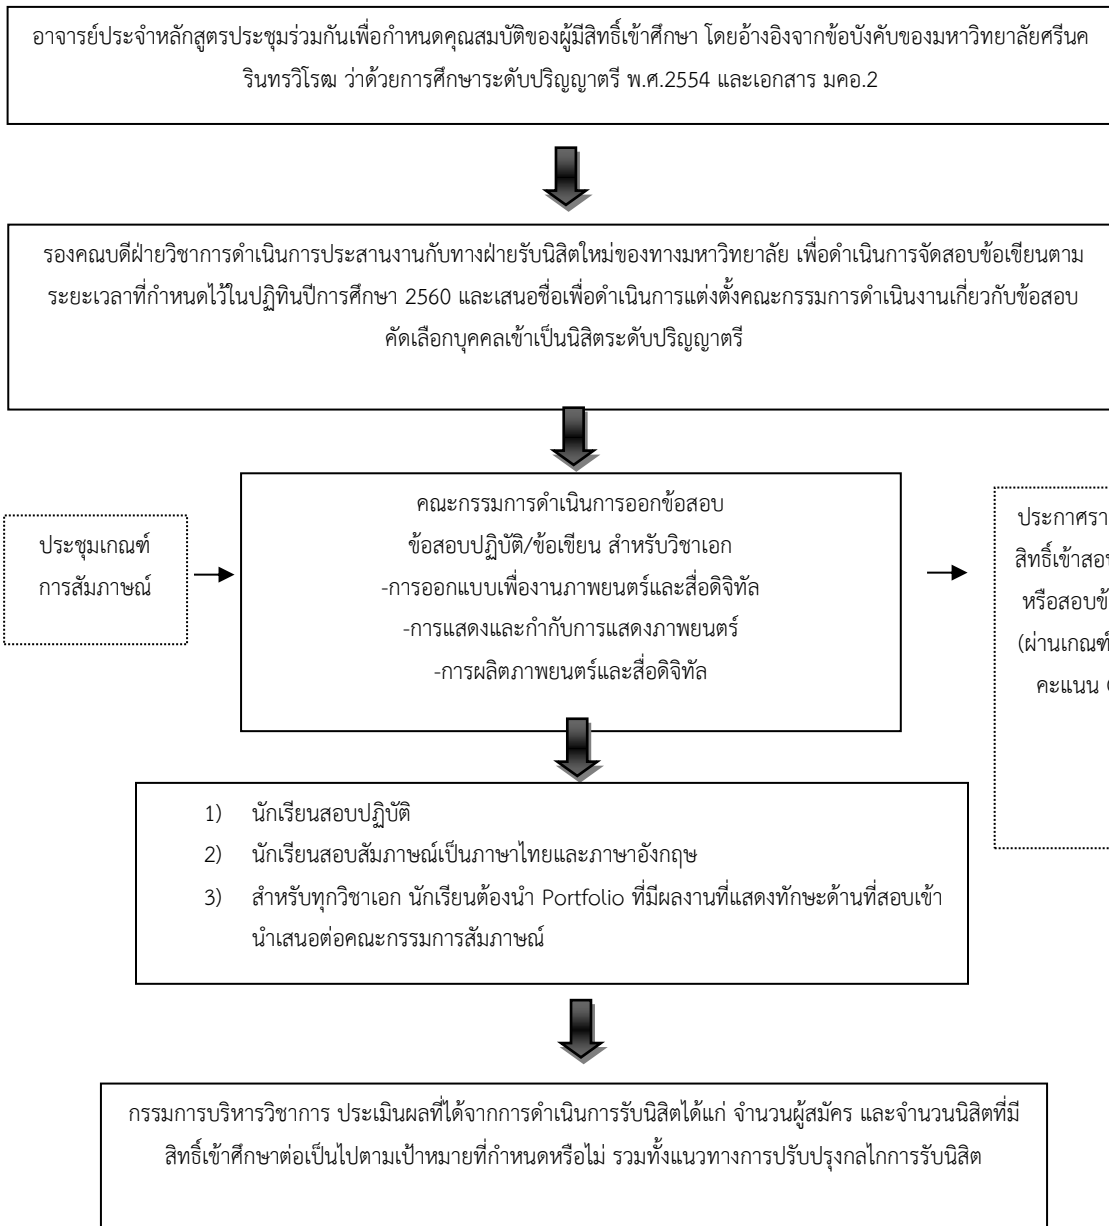 อาจารย์ประจำหลักสูตรประชุมร่วมกันเพื่อกำหนดคุณสมบัติของผู้มีสิทธิ์เข้าศึกษา โดยอ้างอิงจากข้อบังคับของมหาวิทยาลัยศรีนค
รินทรวิโรฒ ว่าด้วยการศึกษาระดับปริญญาตรี พ.ศ.2554 และเอกสาร มคอ.2
รองคณบดีฝ่ายวิชาการดำเนินการประสานงานกับทางฝ่ายรับนิสิตใหม่ของทางมหาวิทยาลัย เพื่อดำเนินการจัดสอบข้อเขียนตาม
ระยะเวลาที่กำหนดไว้ในปฏิทินปีการศึกษา 2560 และเสนอชื่อเพื่อดำเนินการแต่งตั้งคณะกรรมการดำเนินงานเกี่ยวกับข้อสอบ
คัดเลือกบุคคลเข้าเป็นนิสิตระดับปริญญาตรี
ประชุมเกณฑ์
การสัมภาษณ์
คณะกรรมการดำเนินการออกข้อสอบ
ข้อสอบปฏิบัติ/ข้อเขียน สำหรับวิชาเอก
-การออกแบบเพื่องานภาพยนตร์และสื่อดิจิทัล
-การแสดงและกำกับการแสดงภาพยนตร์
-การผลิตภาพยนตร์และสื่อดิจิทัล
ประกาศรา
สิทธิ์เข้าสอบ
หรือสอบข้
(ผ่านเกณฑ์
คะแนน
1) นักเรียนสอบปฏิบัติ
2) นักเรียนสอบสัมภาษณ์เป็นภาษาไทยและภาษาอังกฤษ
3) สำหรับทุกวิชาเอก นักเรียนต้องนำ Portfolio ที่มีผลงานที่แสดงทักษะด้านที่สอบเข้า
นำเสนอต่อคณะกรรมการสัมภาษณ์
กรรมการบริหารวิชาการ ประเมินผลที่ได้จากการดำเนินการรับนิสิตได้แก่ จำนวนผู้สมัคร และจำนวนนิสิตที่มี
สิทธิ์เข้าศึกษาต่อเป็นไปตามเป้าหมายที่กำหนดหรือไม่ รวมทั้งแนวทางการปรับปรุงกลไกการรับนิสิต